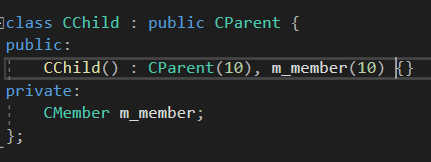 class CChild : public CParent {
public:
    CChild() : CParent(10), m_member(10) {}
private:
    CMember m_member;
};